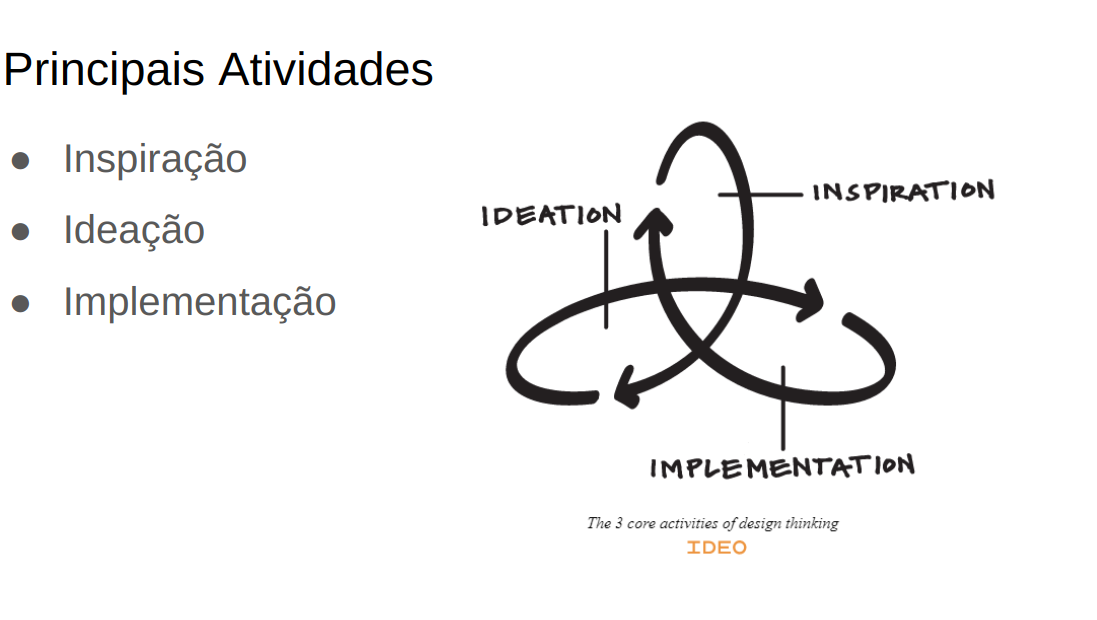 Principais Atividades
● Inspiração
● Ideação
● Implementação
IDEATION
INSPIRATION
IMPLEMENTATION
The 3 core activities of design thinking
IDEO